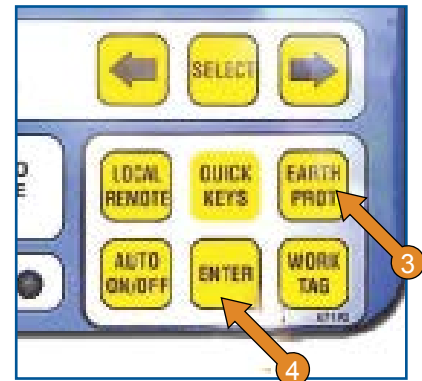 SELECT
LOCAL
REMOTE
QUICK
KEYS
EARTH
PROT
AUTO
ON/OFF
ENTER
WORK
TAG
3
4